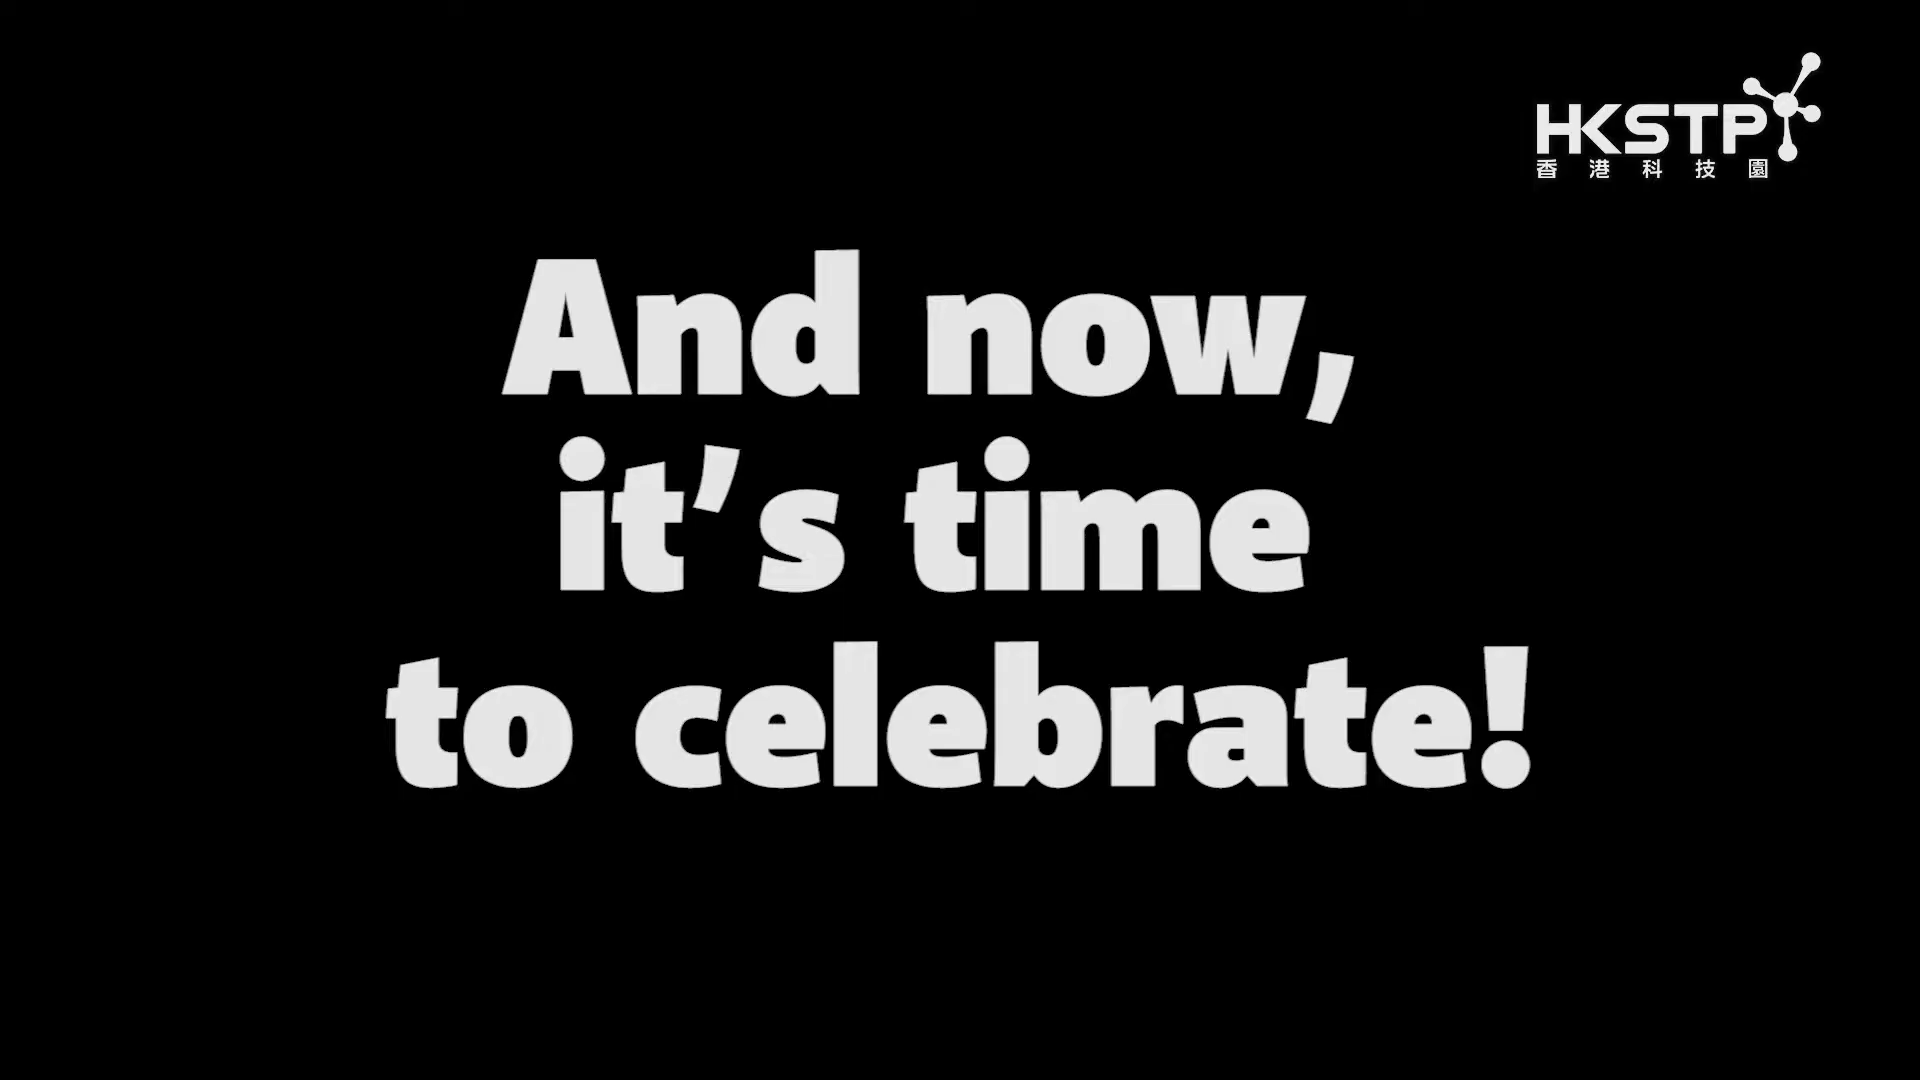 HKSTP
香港科技園
And now,
it’s time
to celebrate!